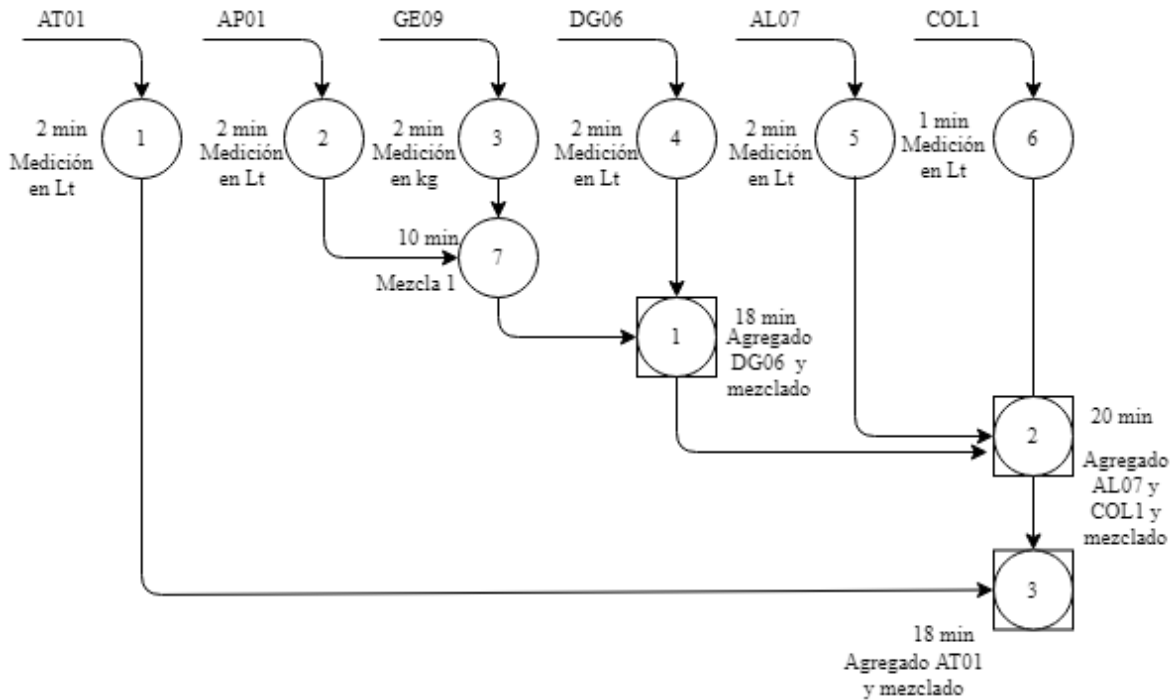 AT01
AP01
GE09
DG06
AL07
COL1
2 min
Medición
en Lt
1
2 min
Medición
en Lt
2
2 min
Medición
en kg
3
2 min
Medición
en Lt
4
2 min
Medición
en Lt
5
1 min
Medición
en Lt
6
10 min
Mezcla 1
7
1
18 min
Agregado
DG06 y
mezclado
2
20 min
Agregado
AL07 y
COL1 y
mezclado
3
18 min
Agregado AT01
y mezclado